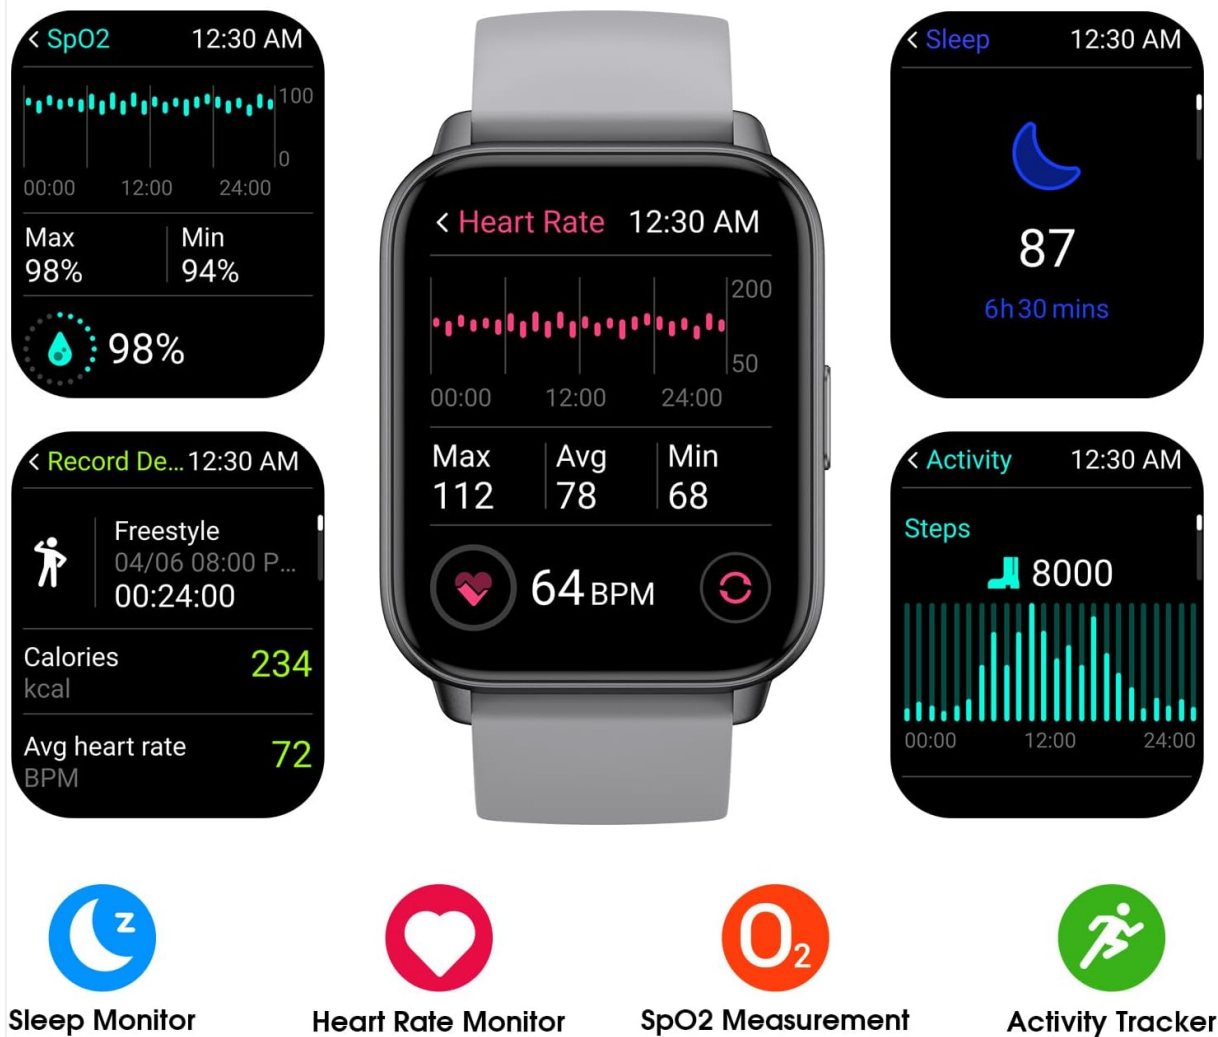 < SpO2 12:30 AM
100
0
00:00 12:00 24:00
Max Min
98% 94%
98%
< Record De... 12:30 AM
Freestyle
04/06 08:00 P...
00:24:00
Calories 234
kcal
Avg heart rate 72
BPM
< Heart Rate 12:30 AM
200
50
00:00 12:00 24:00
Max Avg Min
112 78 68
64 BPM
< Sleep 12:30 AM
87
6h30 mins
< Activity 12:30 AM
Steps
8000
00:00 12:00 24:00
z
O2
Sleep Monitor Heart Rate Monitor SpO2 Measurement Activity Tracker